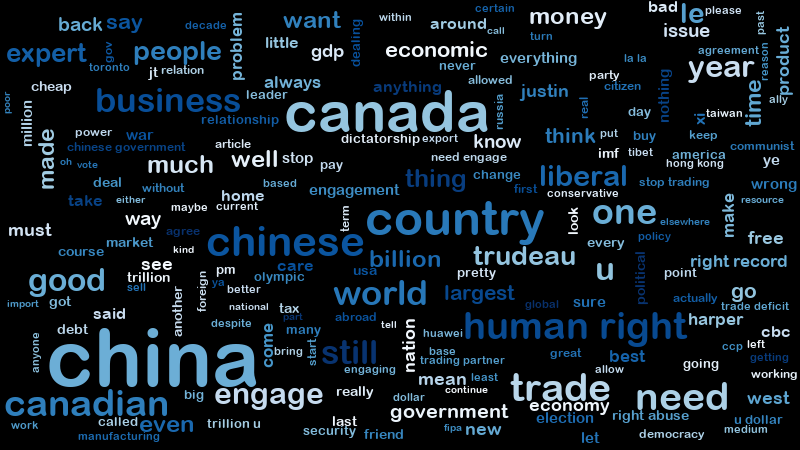 back say decade
within certain please
want around call
money bad le past
expert gov people problem
little gdp dealing economic turn
issue agreement
toronto jt relation
never everything la la year reason product
cheap always anything allowed party
poor million business leader
canada russia justin real citizen nothing time ally
relationship
power war article dictatorship export know
think put day buy taiwan xi
keep communist
made chinese government
oh vote much well stop pay need engage
imf tibet america hong kong ye
deal without based engagement thing change
liberal stop trading wrong
take either home first conservative
maybe current term country look one make resource
must way agree
elsewhere
market kind chinese every policy free
course see care billion trudeau u political right record
good trillion pm olympic usa pretty point
import got sell another foreign ya better world largest sure actually go
said national tax global trade deficit
debt despite part abroad tell huawei human right harper
anyone china come many nation cbc
bring start still base great best ccp left
trading partner allow going getting
engaging mean least working
canadian big engage really continue trade need west
dollar government economy
work called even last fipa new election right abuse u dollar
manufacturing trillion u security friend let democracy medium